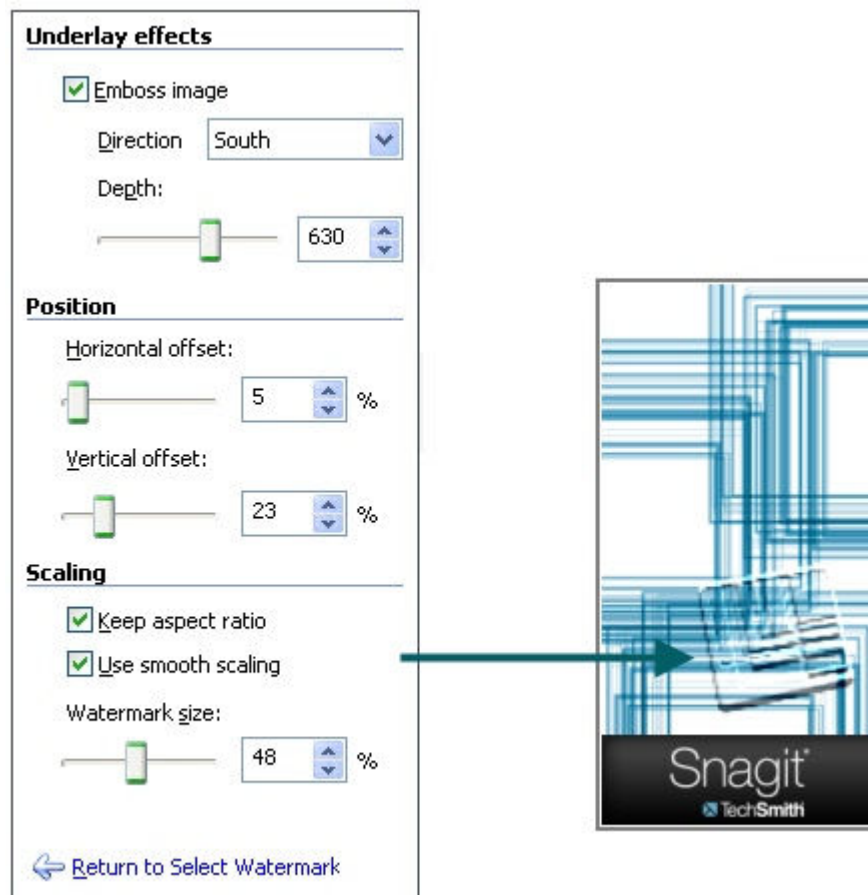 Underlay effects
Emboss image
Direction South
Depth:
630
Position
Horizontal offset:
5 %
Vertical offset:
23 %
Scaling
Keep aspect ratio
Use smooth scaling
Watermark size:
48 %
Return to Select Watermark
Snagit
TechSmith